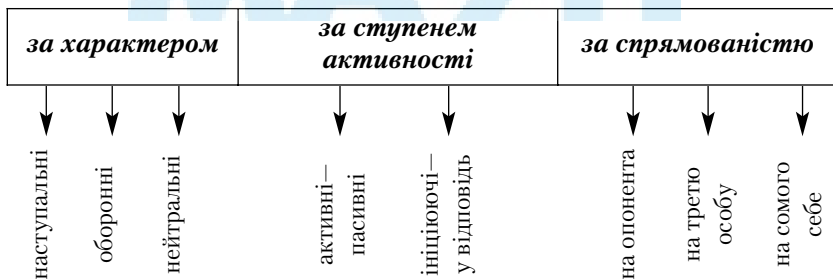 за характером
за ступенем
активності
за спрямованістю
наступальні
оборонні
нейтральні
активні—
пасивні
ініціюючі—
у відповідь
на опонента
на третю
особу
на сомого
себе